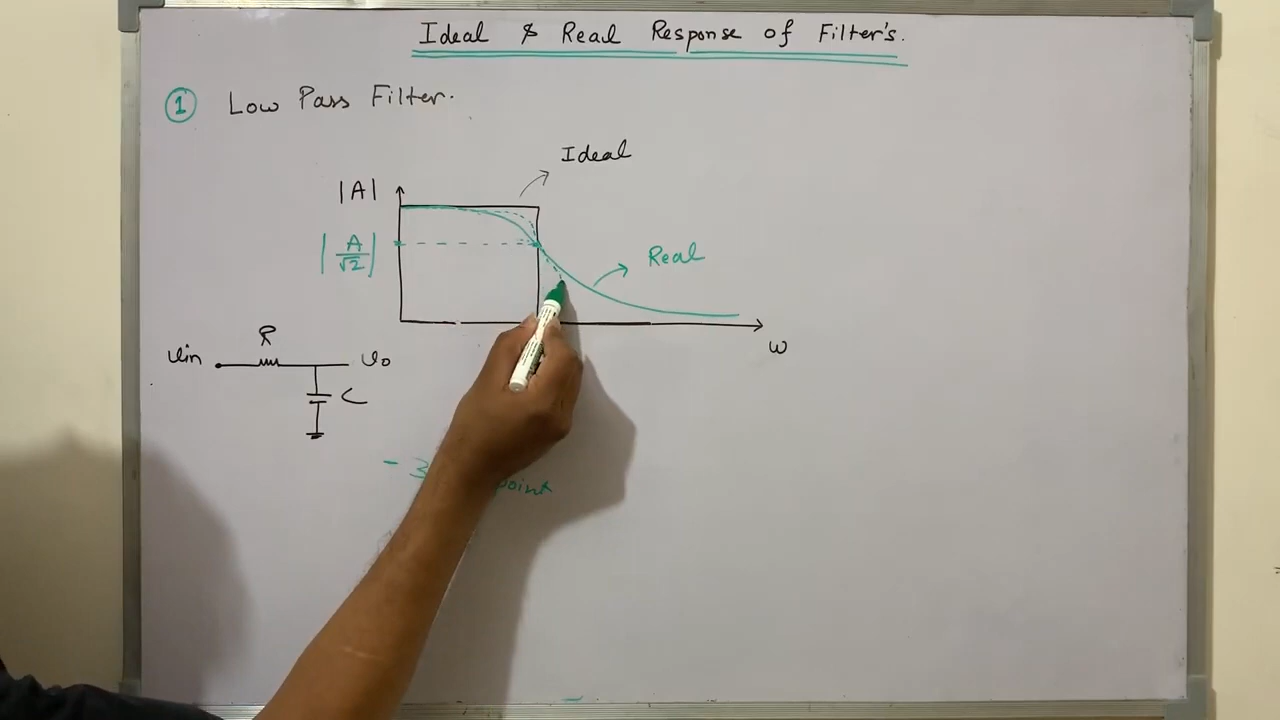 Ideal & Real Response of Filter's.
① Low Pass Filter.
Ideal
|A|
|A/√2|
Real
ω
R
Vin
Vo
C
point